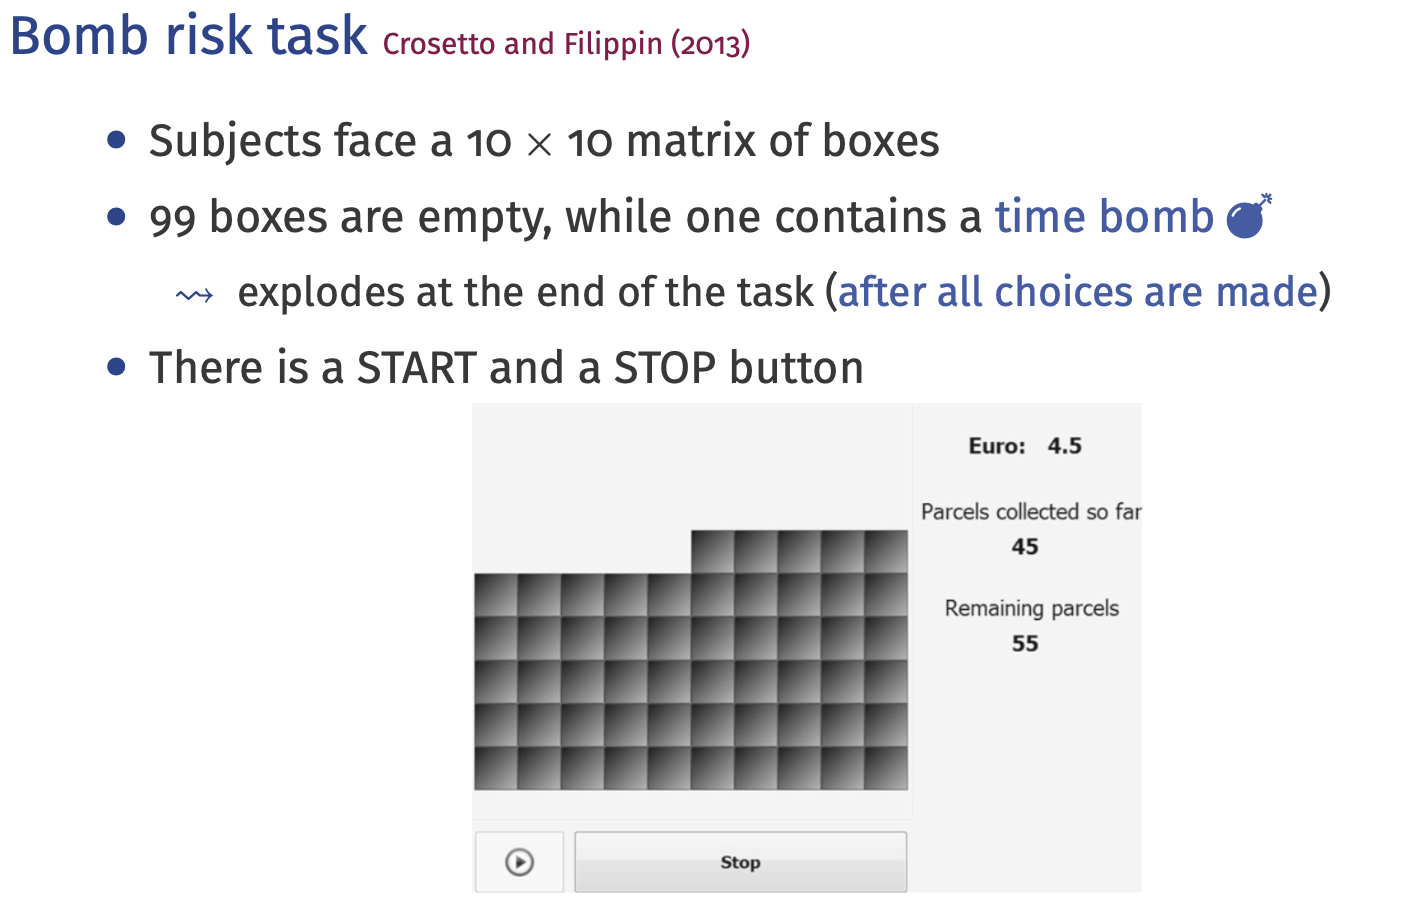 Bomb risk task Crosetto and Filippin (2013)
• Subjects face a 10 × 10 matrix of boxes
• 99 boxes are empty, while one contains a time bomb 💣
⇝ explodes at the end of the task (after all choices are made)
• There is a START and a STOP button
Euro: 4.5
Parcels collected so far
45
Remaining parcels
55
Stop